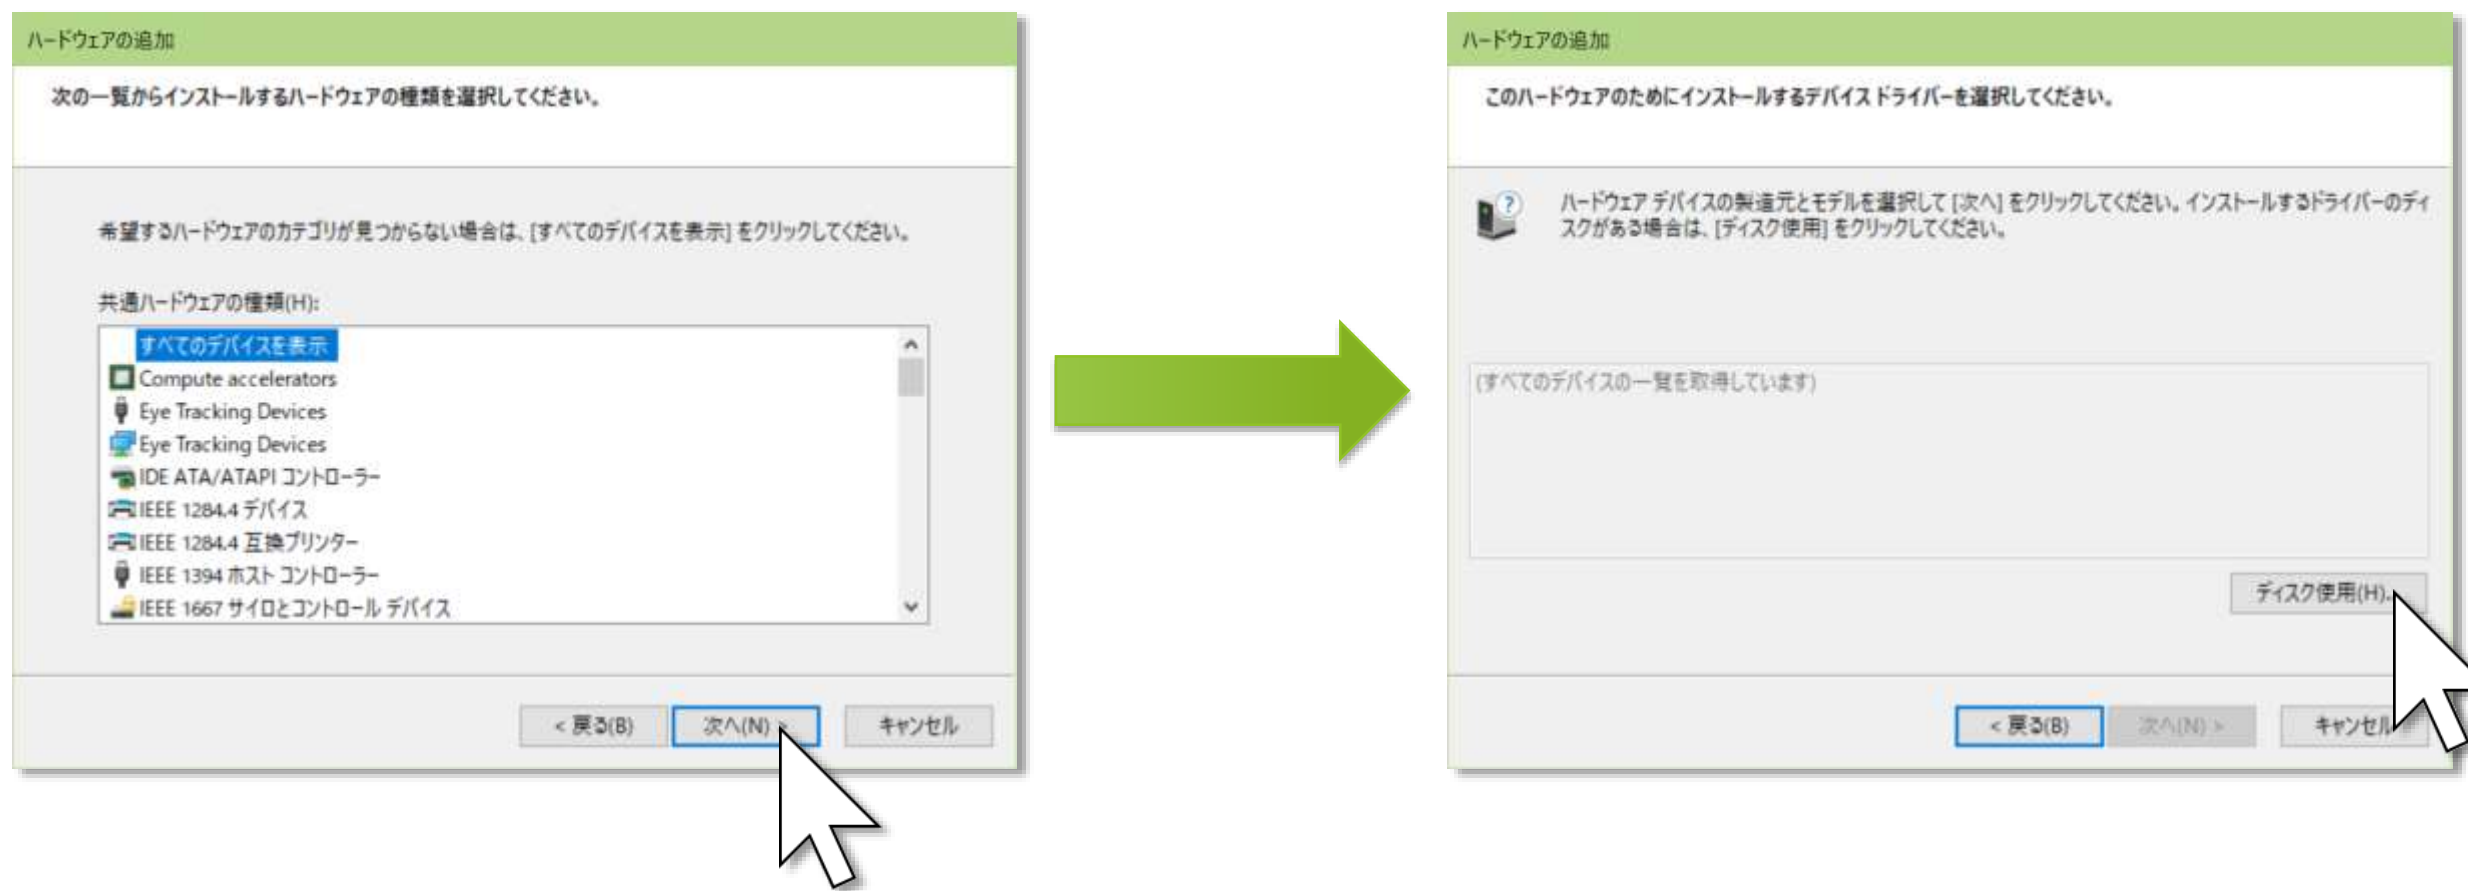 ハードウェアの追加
次の一覧からインストールするハードウェアの種類を選択してください。
希望するハードウェアのカテゴリが見つからない場合は、[すべてのデバイスを表示] をクリックしてください。
共通ハードウェアの種類(H):
すべてのデバイスを表示
Compute accelerators
Eye Tracking Devices
Eye Tracking Devices
IDE ATA/ATAPI コントローラー
IEEE 1284.4 デバイス
IEEE 1284.4 互換プリンター
IEEE 1394 ホスト コントローラー
IEEE 1667 サイロとコントロール デバイス
< 戻る(B)
次へ(N) >
キャンセル
ハードウェアの追加
このハードウェアのためにインストールするデバイス ドライバーを選択してください。
ハードウェア デバイスの製造元とモデルを選択して [次へ] をクリックしてください。インストールするドライバーのディ
スクがある場合は、[ディスク使用] をクリックしてください。
(すべてのデバイスの一覧を取得しています)
ディスク使用(H)...
< 戻る(B)
次へ(N) >
キャンセル